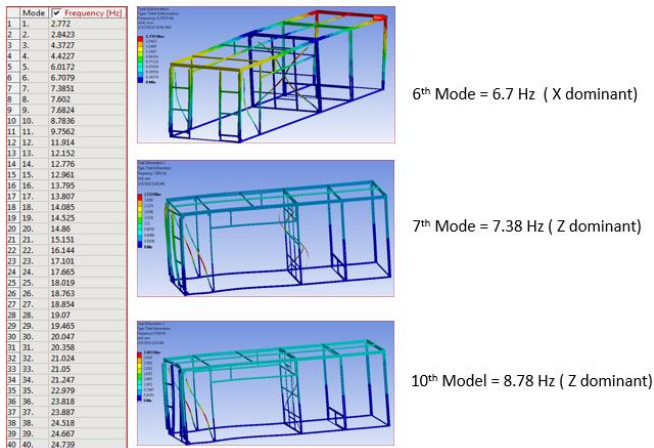 Mode Frequency [Hz]
1 1. 2.772
2 2. 2.8423
3 3. 4.3727
4 4. 4.4227
5 5. 6.0172
6 6. 6.7079
7 7. 7.3851
8 8. 7.602
9 9. 7.6824
10 10. 8.7836
11 11. 9.7562
12 12. 11.914
13 13. 12.152
14 14. 12.776
15 15. 12.961
16 16. 13.795
17 17. 13.807
18 18. 14.085
19 19. 14.525
20 20. 14.86
21 21. 15.151
22 22. 16.144
23 23. 17.101
24 24. 17.665
25 25. 18.019
26 26. 18.763
27 27. 18.854
28 28. 19.07
29 29. 19.465
30 30. 20.047
31 31. 20.358
32 32. 21.024
33 33. 21.05
34 34. 21.247
35 35. 22.979
36 36. 23.818
37 37. 23.887
38 38. 24.518
39 39. 24.667
40 40. 24.739
6th Mode = 6.7 Hz ( X dominant)
7th Mode = 7.38 Hz ( Z dominant)
10th Model = 8.78 Hz ( Z dominant)